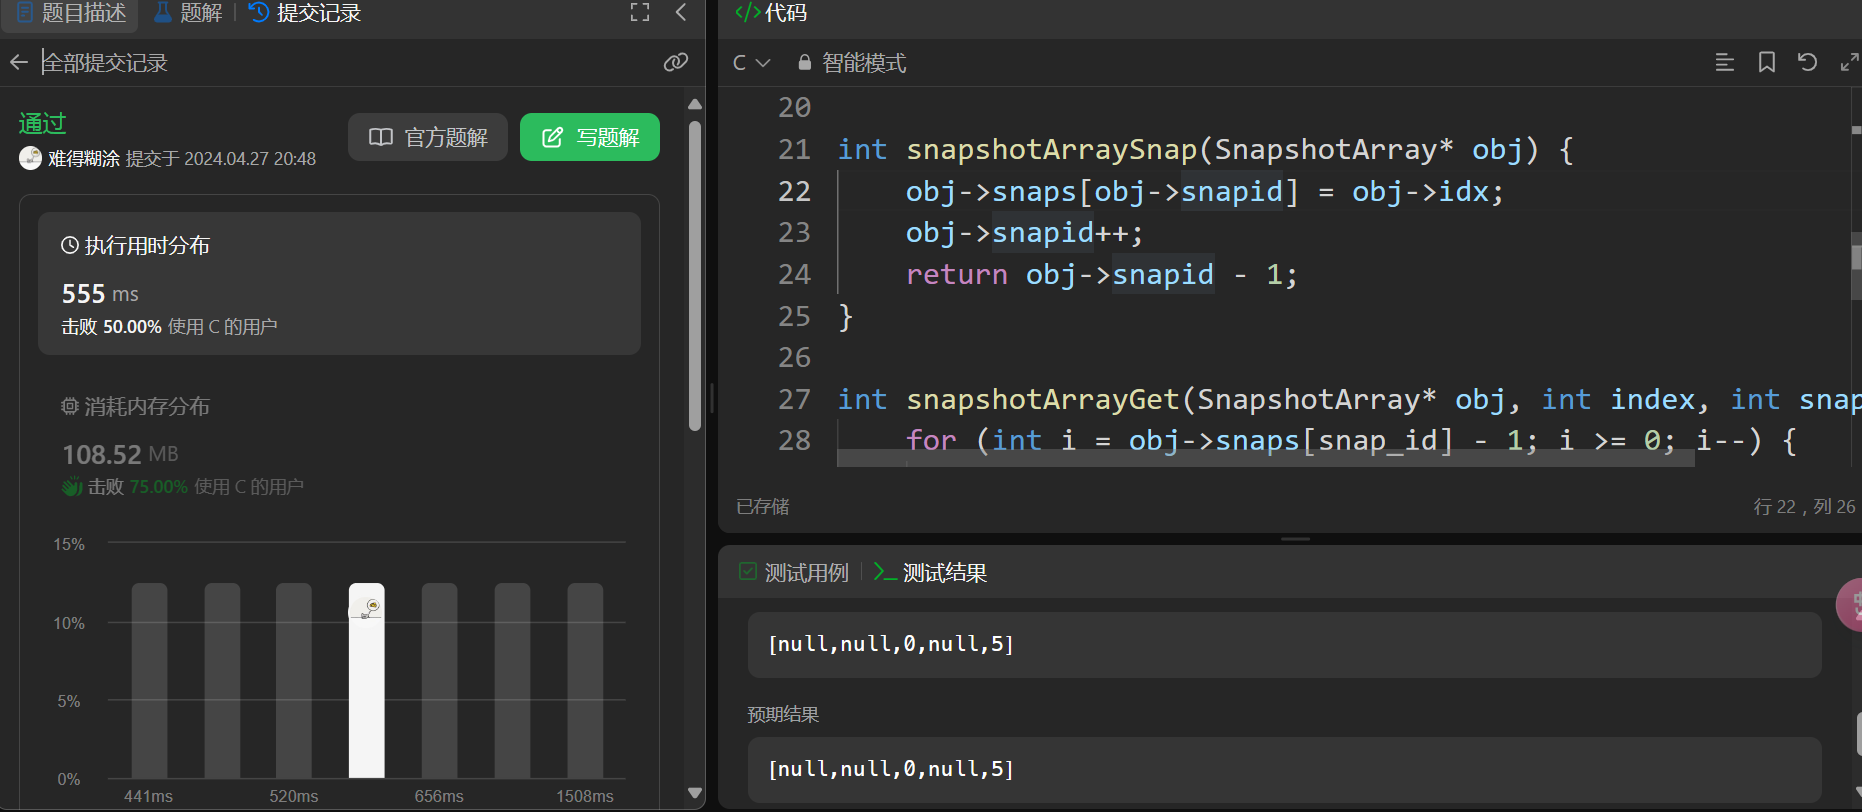 题目描述
题解
提交记录
全部提交记录
通过
难得糊涂 提交于 2024.04.27 20:48
官方题解
写题解
执行用时分布
555 ms
击败 50.00% 使用 C 的用户
消耗内存分布
108.52 MB
击败 75.00% 使用 C 的用户
15%
10%
5%
0%
441ms
520ms
656ms
1508ms
</>代码
C
智能模式
20
21 int snapshotArraySnap(SnapshotArray* obj) {
22 obj->snaps[obj->snapid] = obj->idx;
23 obj->snapid++;
24 return obj->snapid - 1;
25 }
26
27 int snapshotArrayGet(SnapshotArray* obj, int index, int snap
28 for (int i = obj->snaps[snap_id] - 1; i >= 0; i--) {
已存储
行 22，列 26
测试用例
测试结果
[null,null,0,null,5]
预期结果
[null,null,0,null,5]